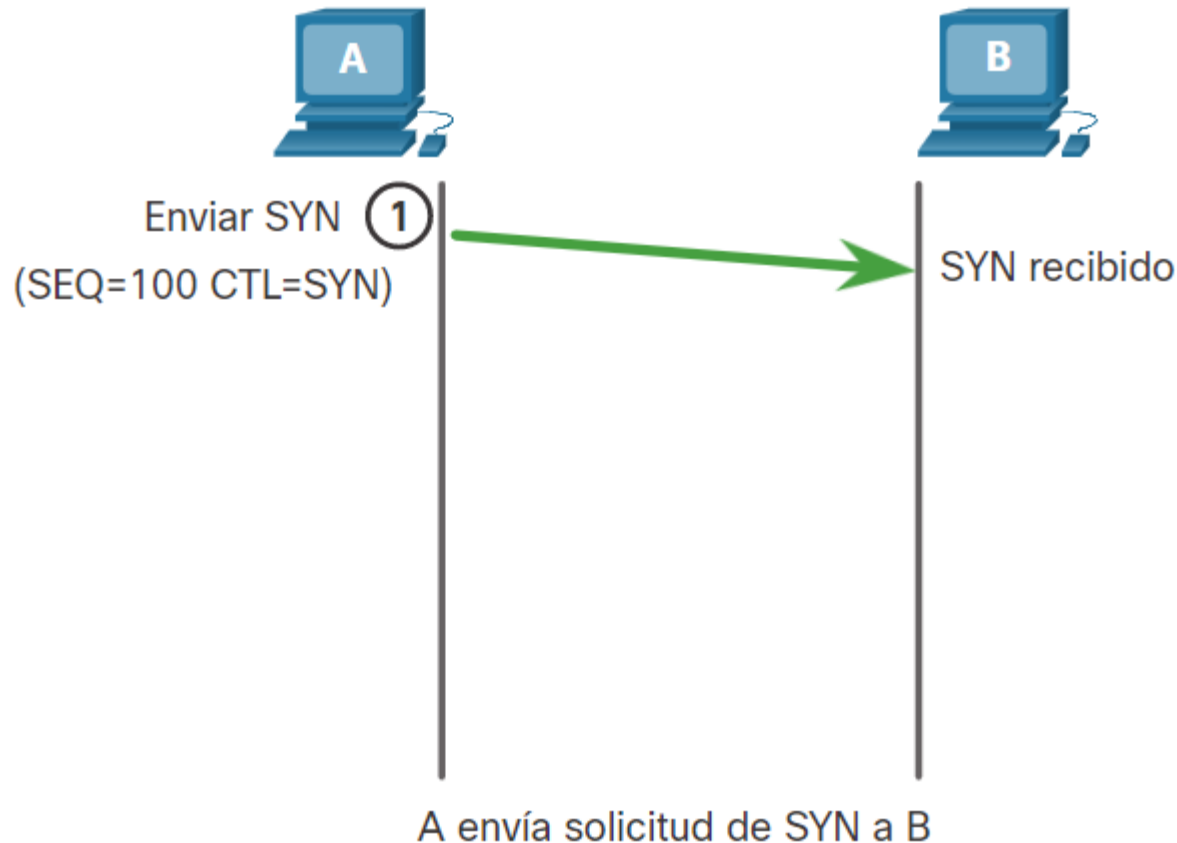 A
B
Enviar SYN 1
(SEQ=100 CTL=SYN)
SYN recibido
A envía solicitud de SYN a B